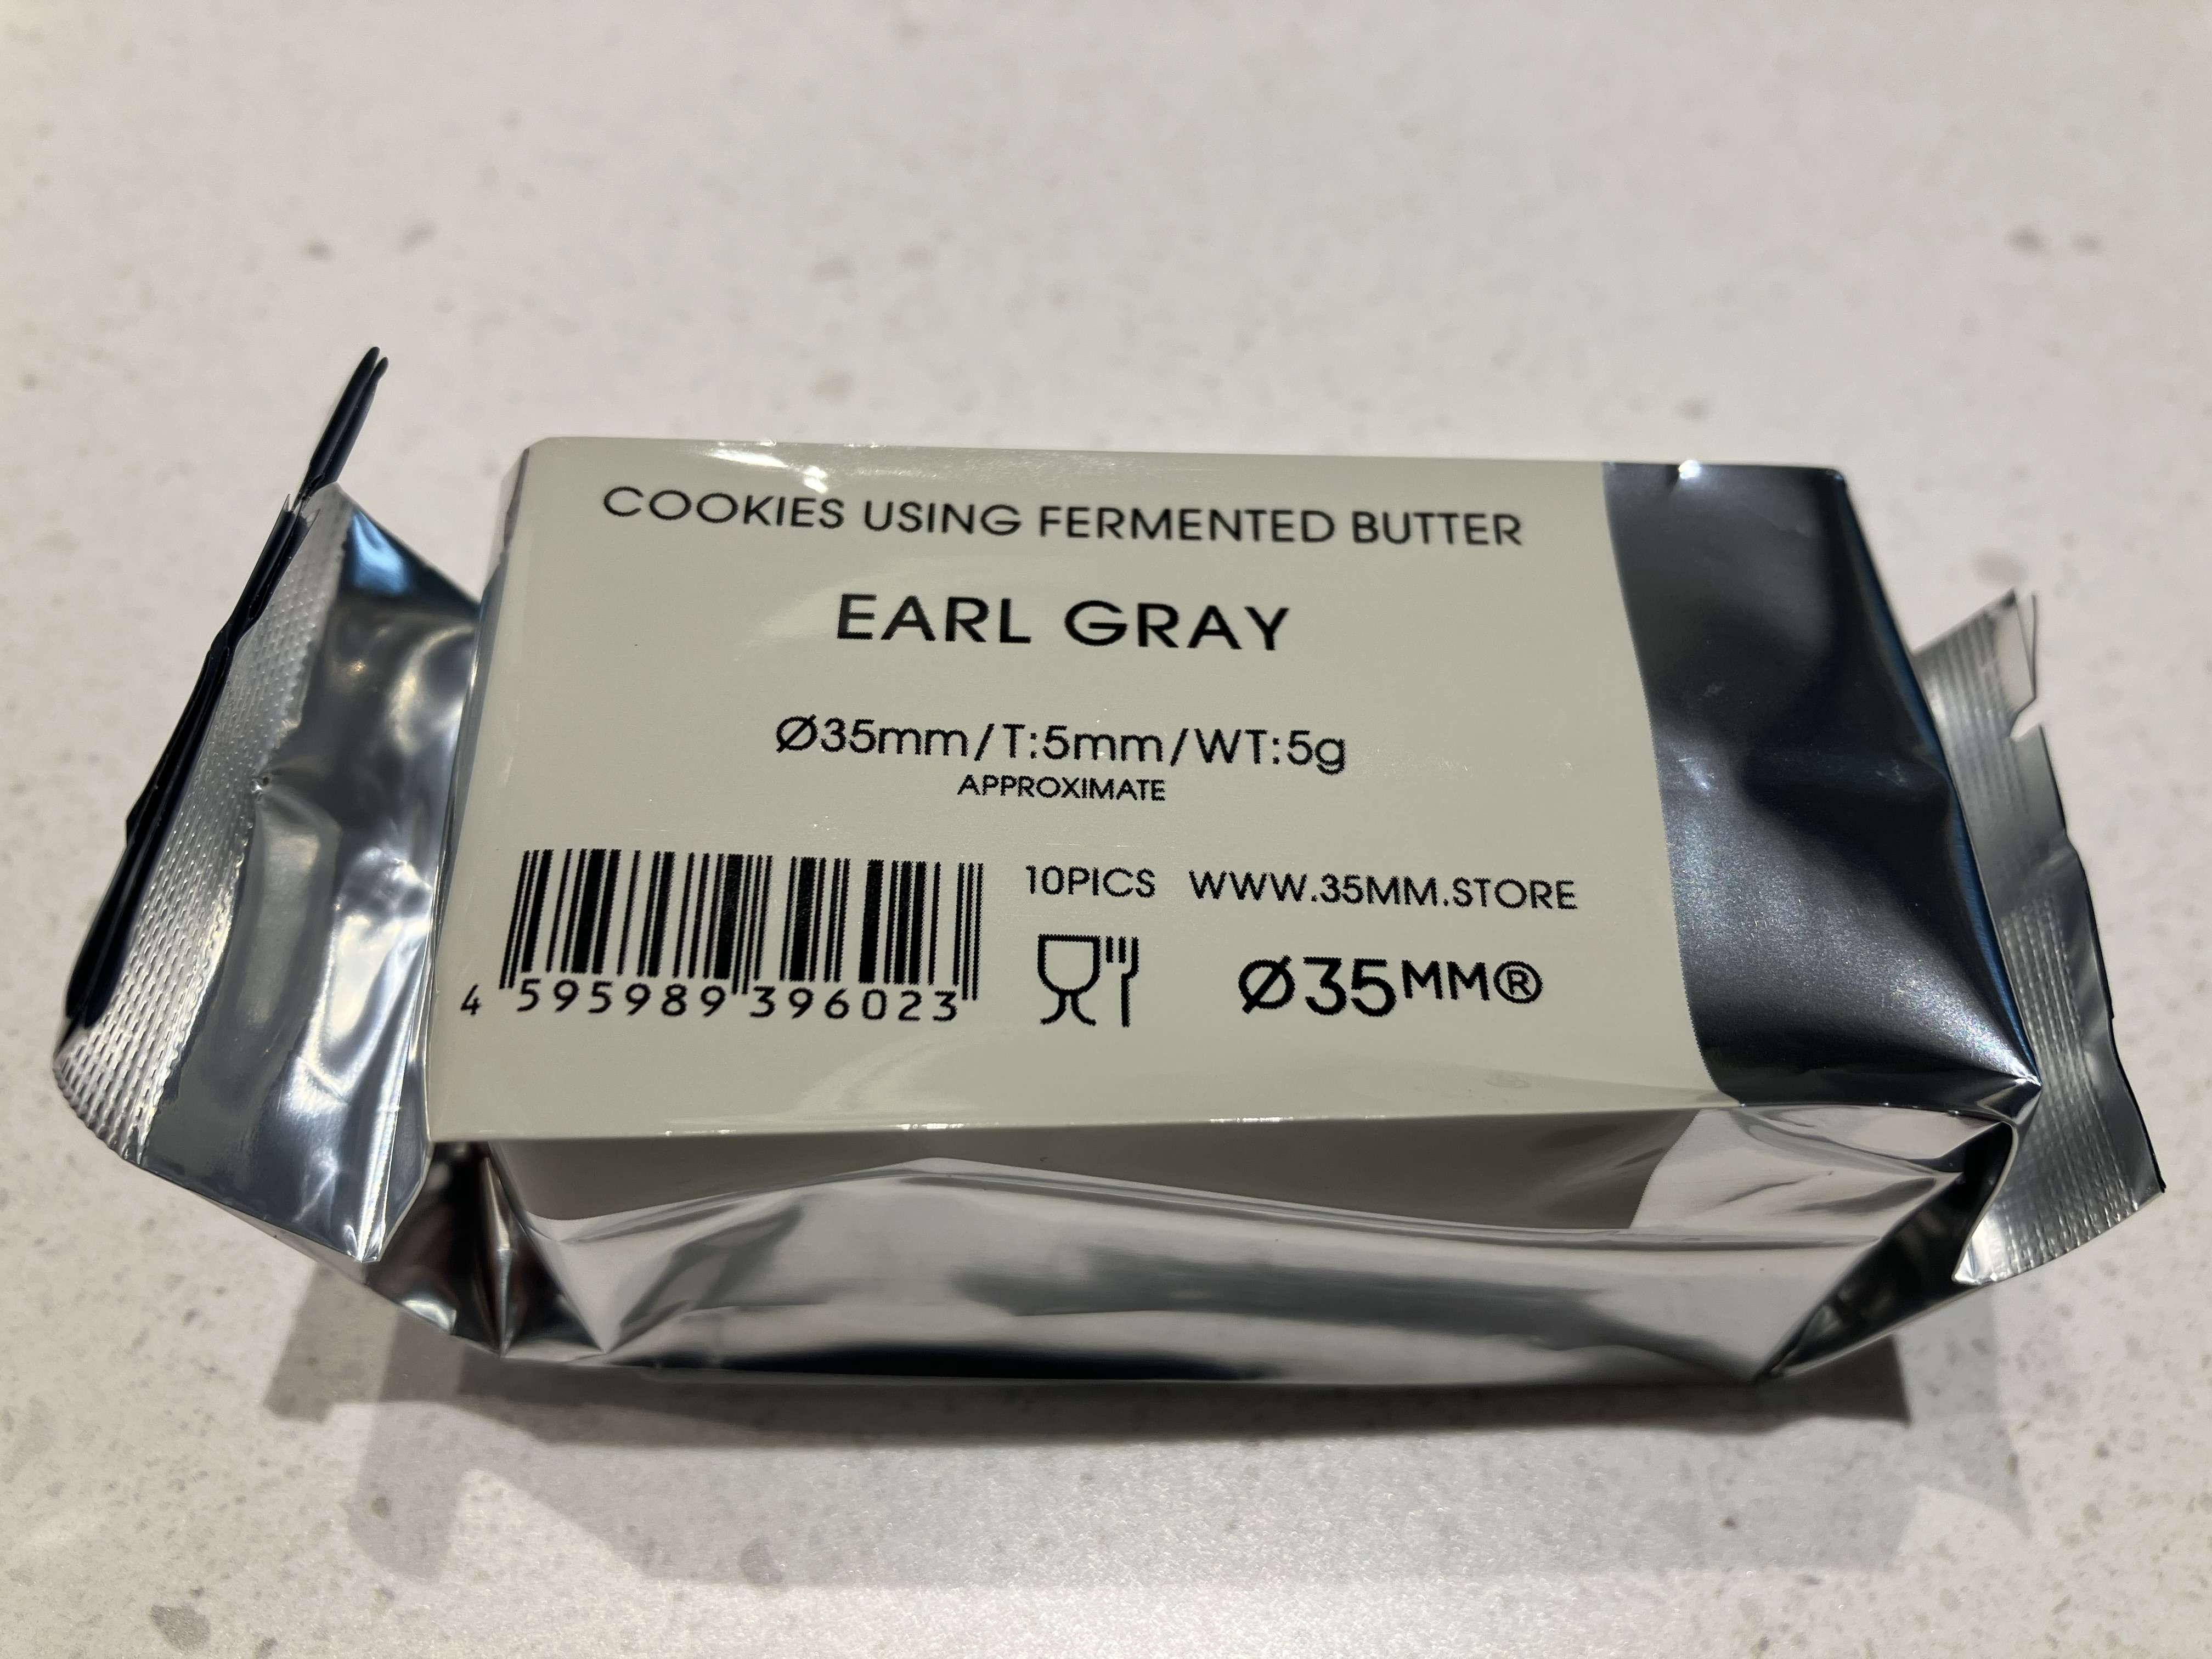 COOKIES USING FERMENTED BUTTER
EARL GRAY
Ø35mm/T:5mm/WT:5g
APPROXIMATE
10PICS WWW.35MM.STORE
Ø35MM®
4 595989 396023